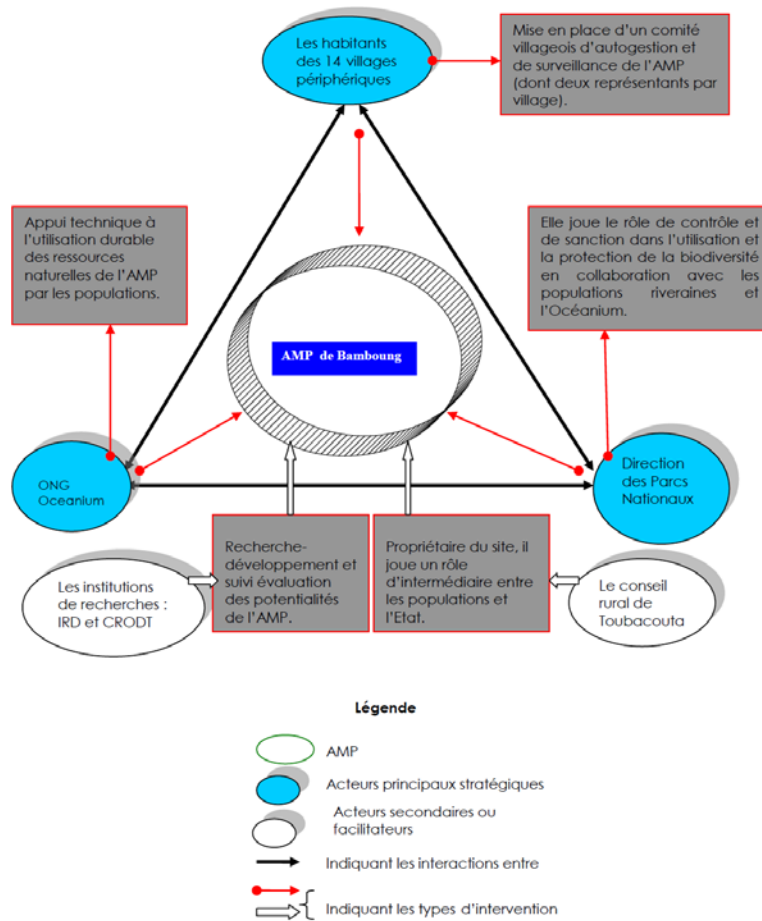 Les habitants
des 14 villages
périphériques
Mise en place d'un comité
villageois d'autogestion et
de surveillance de l'AMP
(dont deux représentants par
village).
Appui technique à
l'utilisation durable
des ressources
naturelles de l'AMP
par les populations.
Elle joue le rôle de contrôle et
de sanction dans l'utilisation et
la protection de la biodiversité
en collaboration avec les
populations riveraines et
l'Océanium.
AMP de Bamboung
ONG
Oceanium
Direction
des Parcs
Nationaux
Les institutions
de recherches :
IRD et CRODT
Recherche-
développement et
suivi évaluation
des potentialités
de l'AMP.
Propriétaire du site, il
joue un rôle
d'intermédiaire entre
les populations et
l'Etat.
Le conseil
rural de
Toubacouta
Légende
AMP
Acteurs principaux stratégiques
Acteurs secondaires ou
facilitateurs
Indiquant les interactions entre
Indiquant les types d'intervention